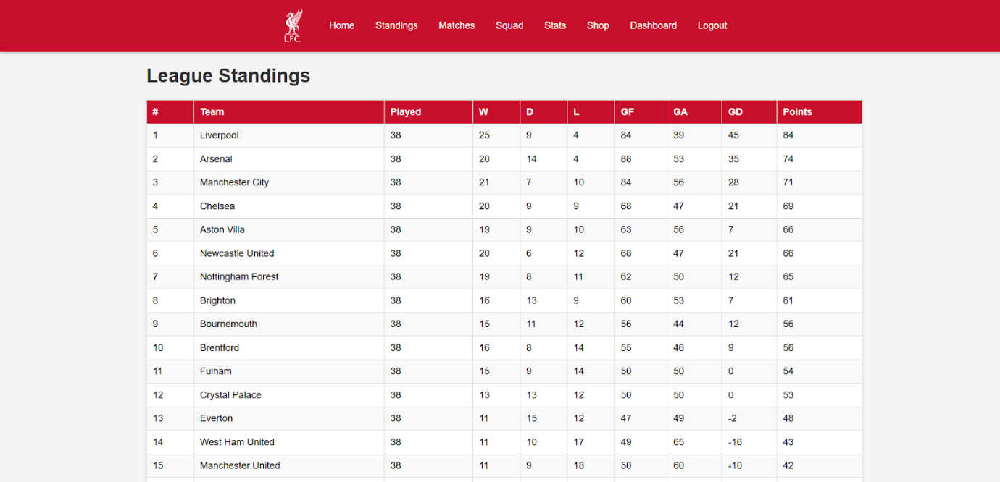 L.F.C.
Home Standings Matches Squad Stats Shop Dashboard Logout
League Standings
# Team Played W D L GF GA GD Points
1 Liverpool 38 25 9 4 84 39 45 84
2 Arsenal 38 20 14 4 88 53 35 74
3 Manchester City 38 21 7 10 84 56 28 71
4 Chelsea 38 20 9 9 68 47 21 69
5 Aston Villa 38 19 9 10 63 56 7 66
6 Newcastle United 38 20 6 12 68 47 21 66
7 Nottingham Forest 38 19 8 11 62 50 12 65
8 Brighton 38 16 13 9 60 53 7 61
9 Bournemouth 38 15 11 12 56 44 12 56
10 Brentford 38 16 8 14 55 46 9 56
11 Fulham 38 15 9 14 50 50 0 54
12 Crystal Palace 38 13 13 12 50 50 0 53
13 Everton 38 11 15 12 47 49 -2 48
14 West Ham United 38 11 10 17 49 65 -16 43
15 Manchester United 38 11 9 18 50 60 -10 42